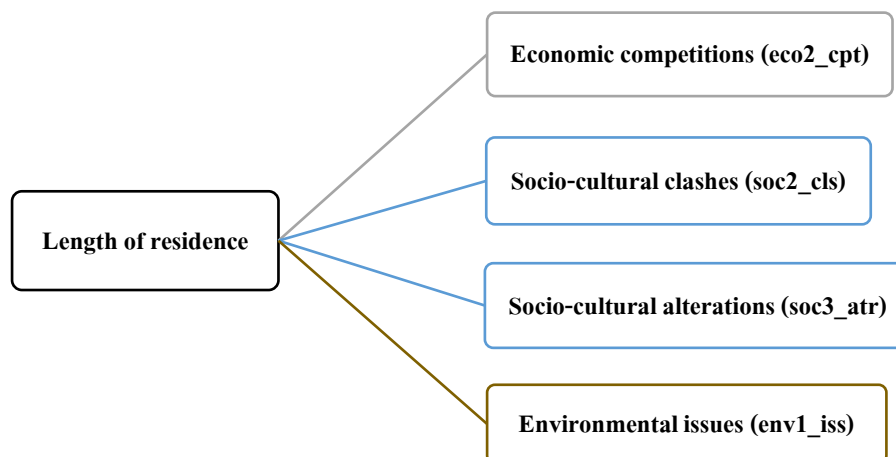 Economic competitions (eco2_cpt)
Socio-cultural clashes (soc2_cls)
Length of residence
Socio-cultural alterations (soc3_atr)
Environmental issues (env1_iss)